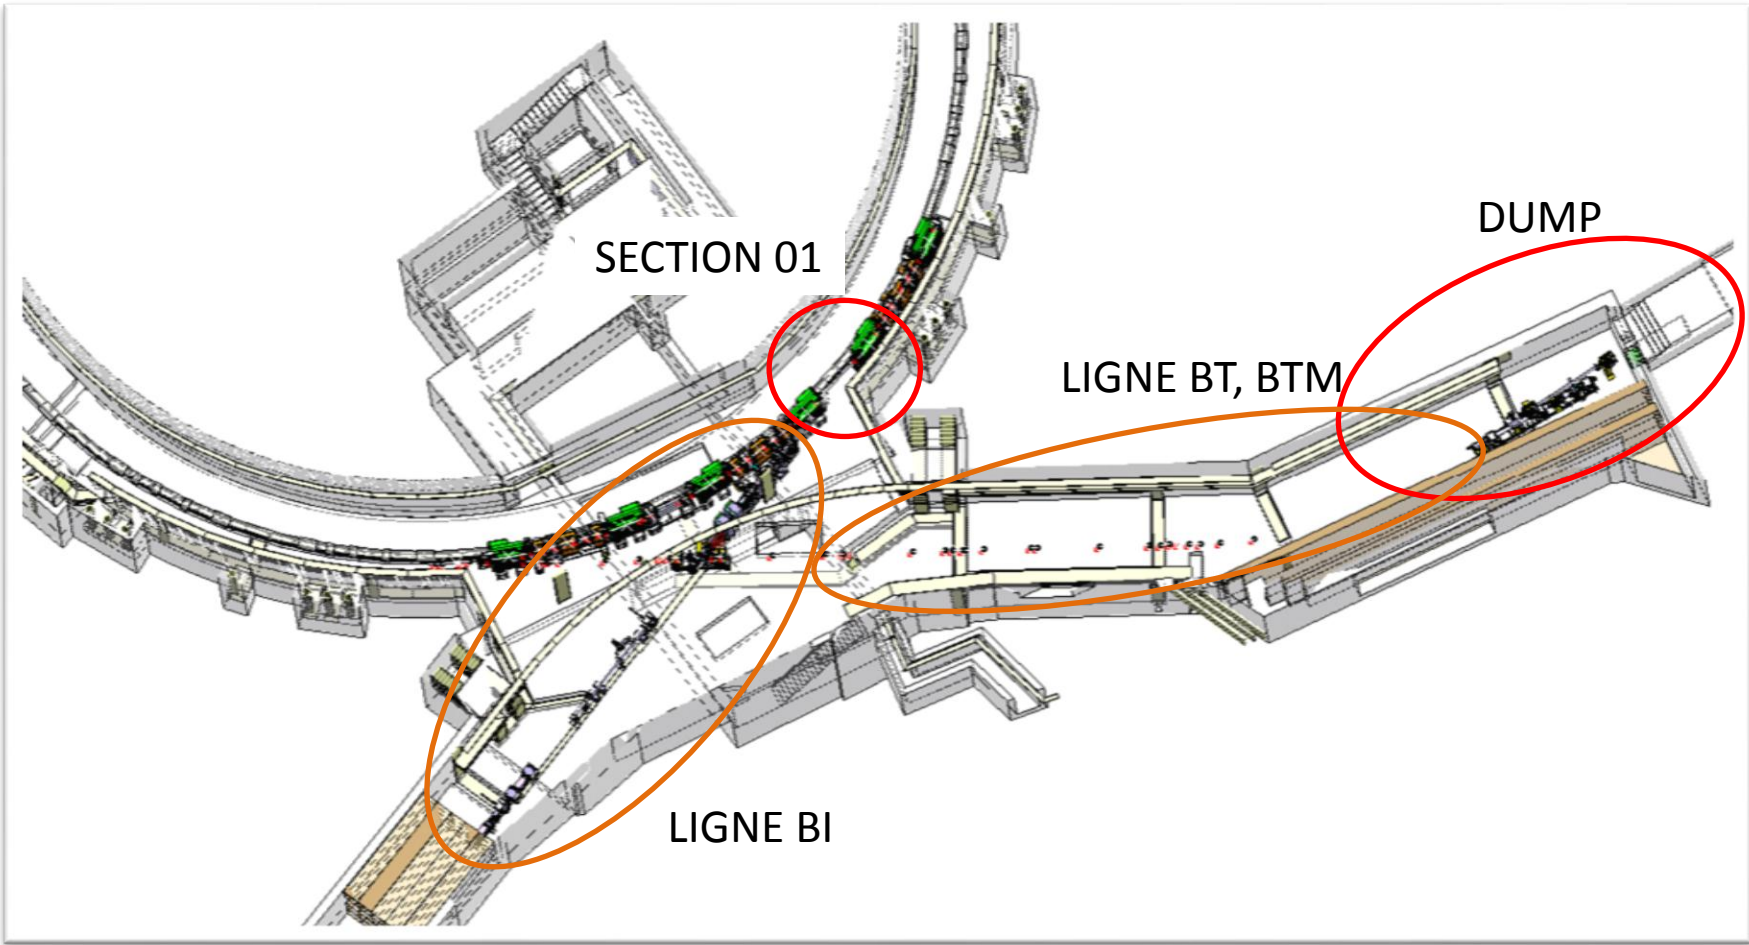 DUMP
SECTION 01
LIGNE BT, BTM
LIGNE BI